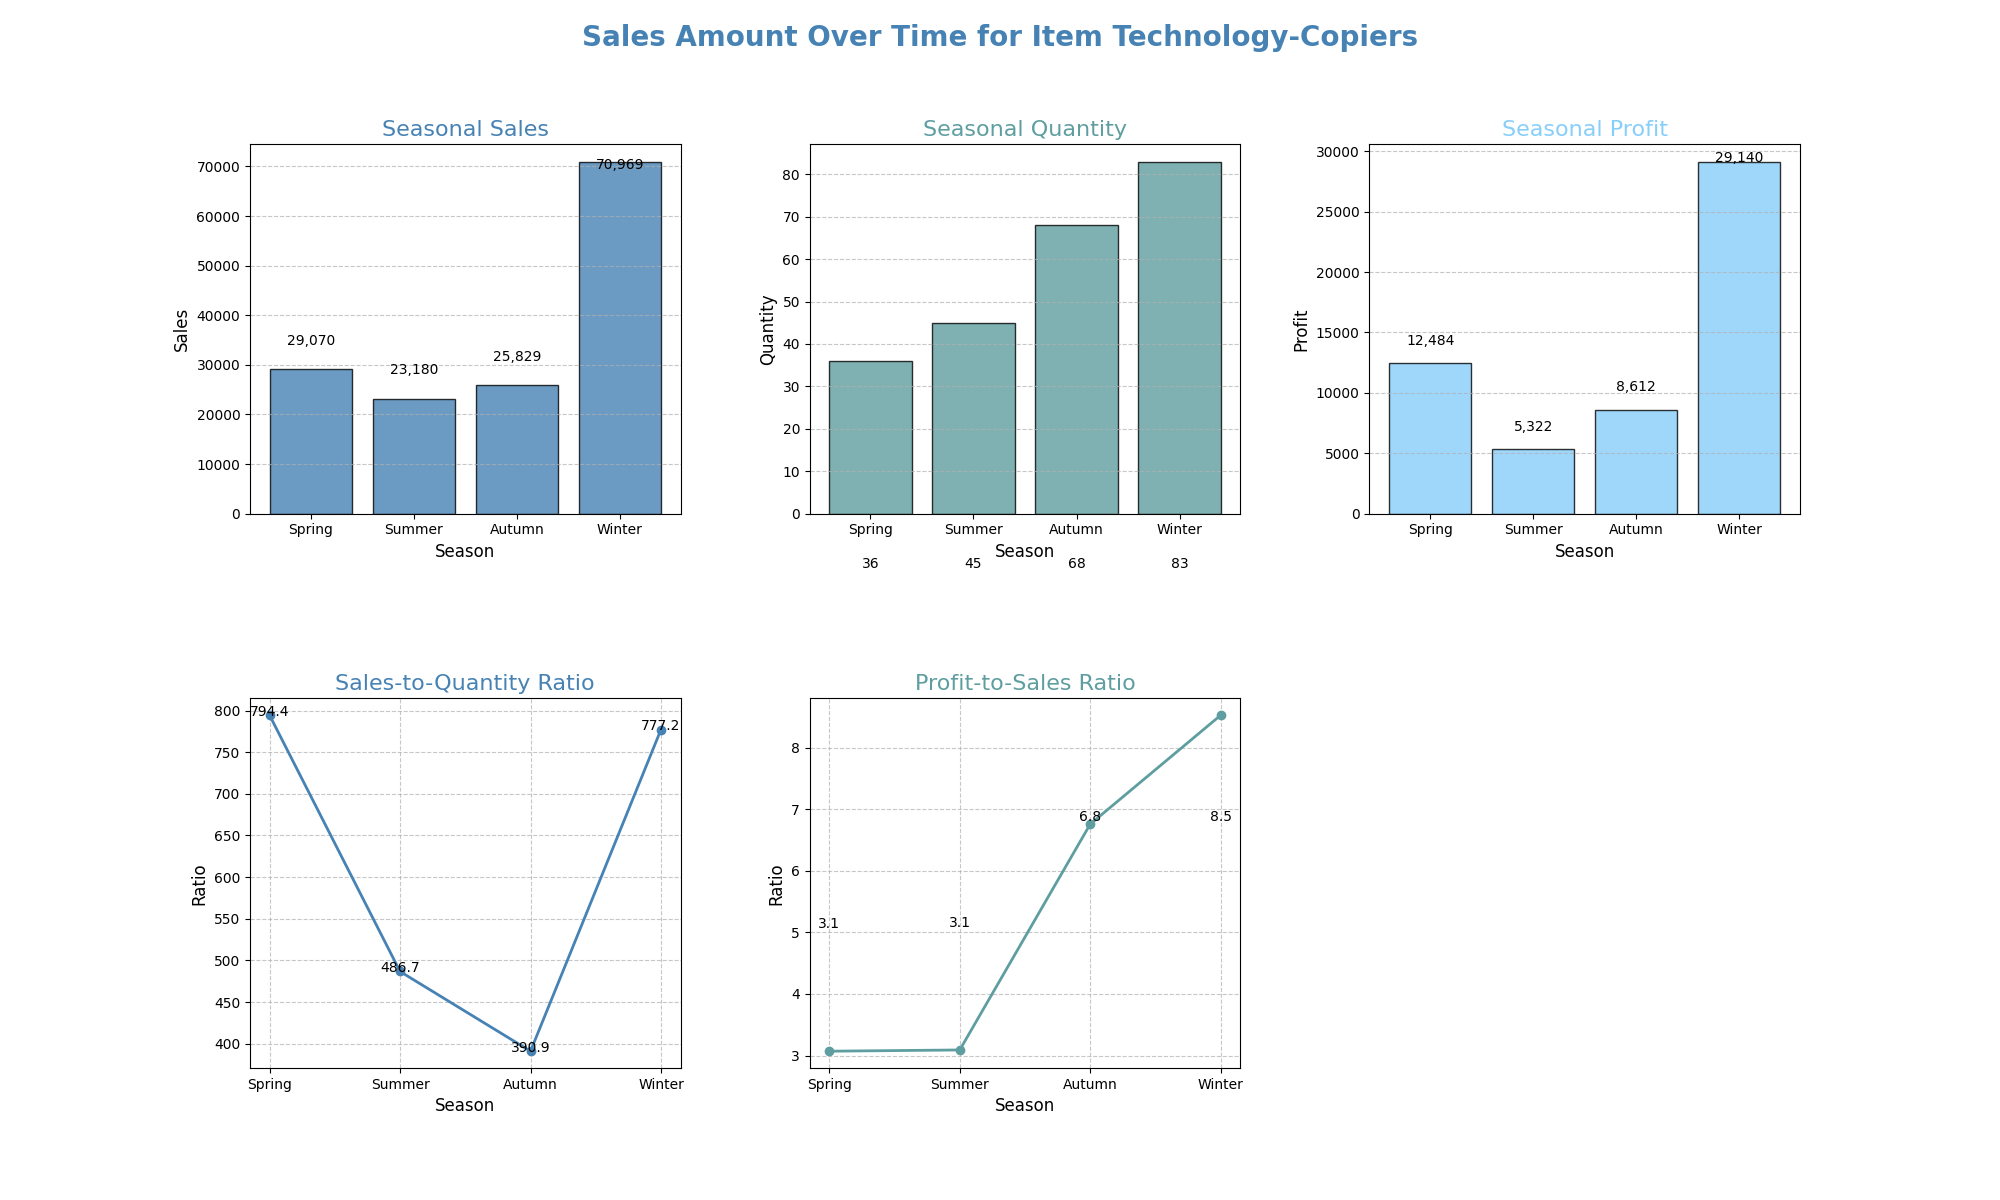 Sales Amount Over Time for Item Technology-Copiers
Seasonal Sales
70000
60000
50000
40000
30000
20000
10000
0
Sales
29,070
23,180
25,829
70,969
Spring Summer Autumn Winter
Season
Seasonal Quantity
80
70
60
50
40
30
20
10
0
Quantity
Spring Summer Autumn Winter
Season
36 45 68 83
Seasonal Profit
30000
25000
20000
15000
10000
5000
0
Profit
12,484
5,322
8,612
29,140
Spring Summer Autumn Winter
Season
Sales-to-Quantity Ratio
800
750
700
650
600
550
500
450
400
Ratio
794.4
486.7
390.9
777.2
Spring Summer Autumn Winter
Season
Profit-to-Sales Ratio
8
7
6
5
4
3
Ratio
3.1
3.1
6.8
8.5
Spring Summer Autumn Winter
Season